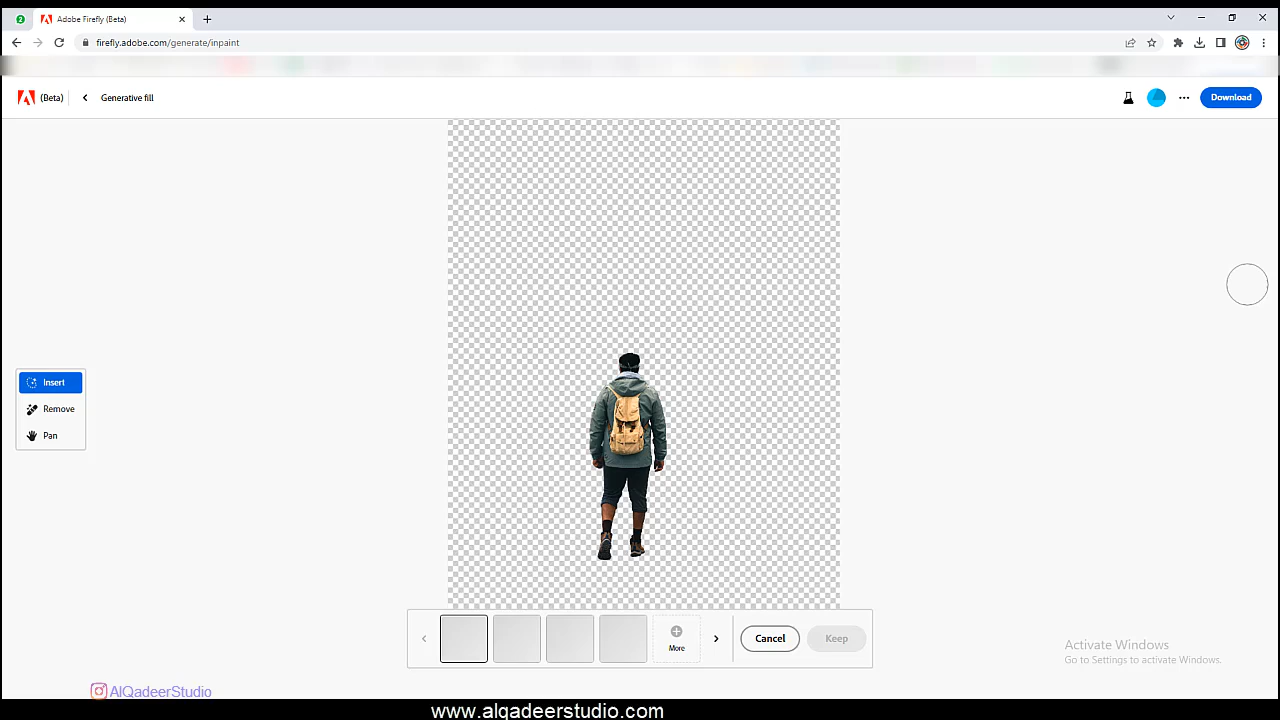 2
Adobe Firefly (Beta)
firefly.adobe.com/generate/inpaint
(Beta)
Generative fill
Download
Insert
Remove
Pan
More
Cancel
Keep
Activate Windows
Go to Settings to activate Windows.
AlQadeerStudio
www.alqadeerstudio.com